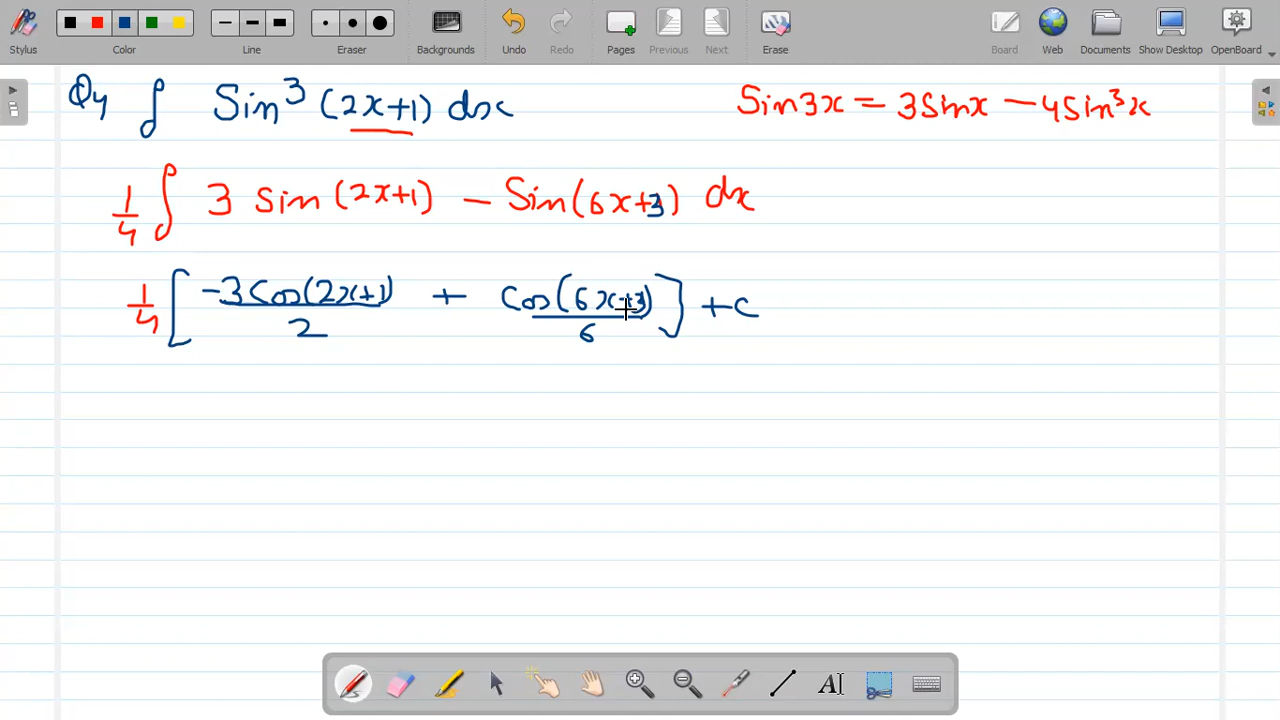 Stylus Color Line Eraser Backgrounds Undo Redo Pages Previous Next Erase Board Web Documents Show Desktop OpenBoard
Q4 ∫ Sin³ (2x+1) dx
Sin3x = 3Sinx − 4Sin³x
1/4 ∫ 3 Sin(2x+1) − Sin(6x+3) dx
1/4 [ -3Cos(2x+1)/2 + Cos(6x+3)/6 ] + c
AI